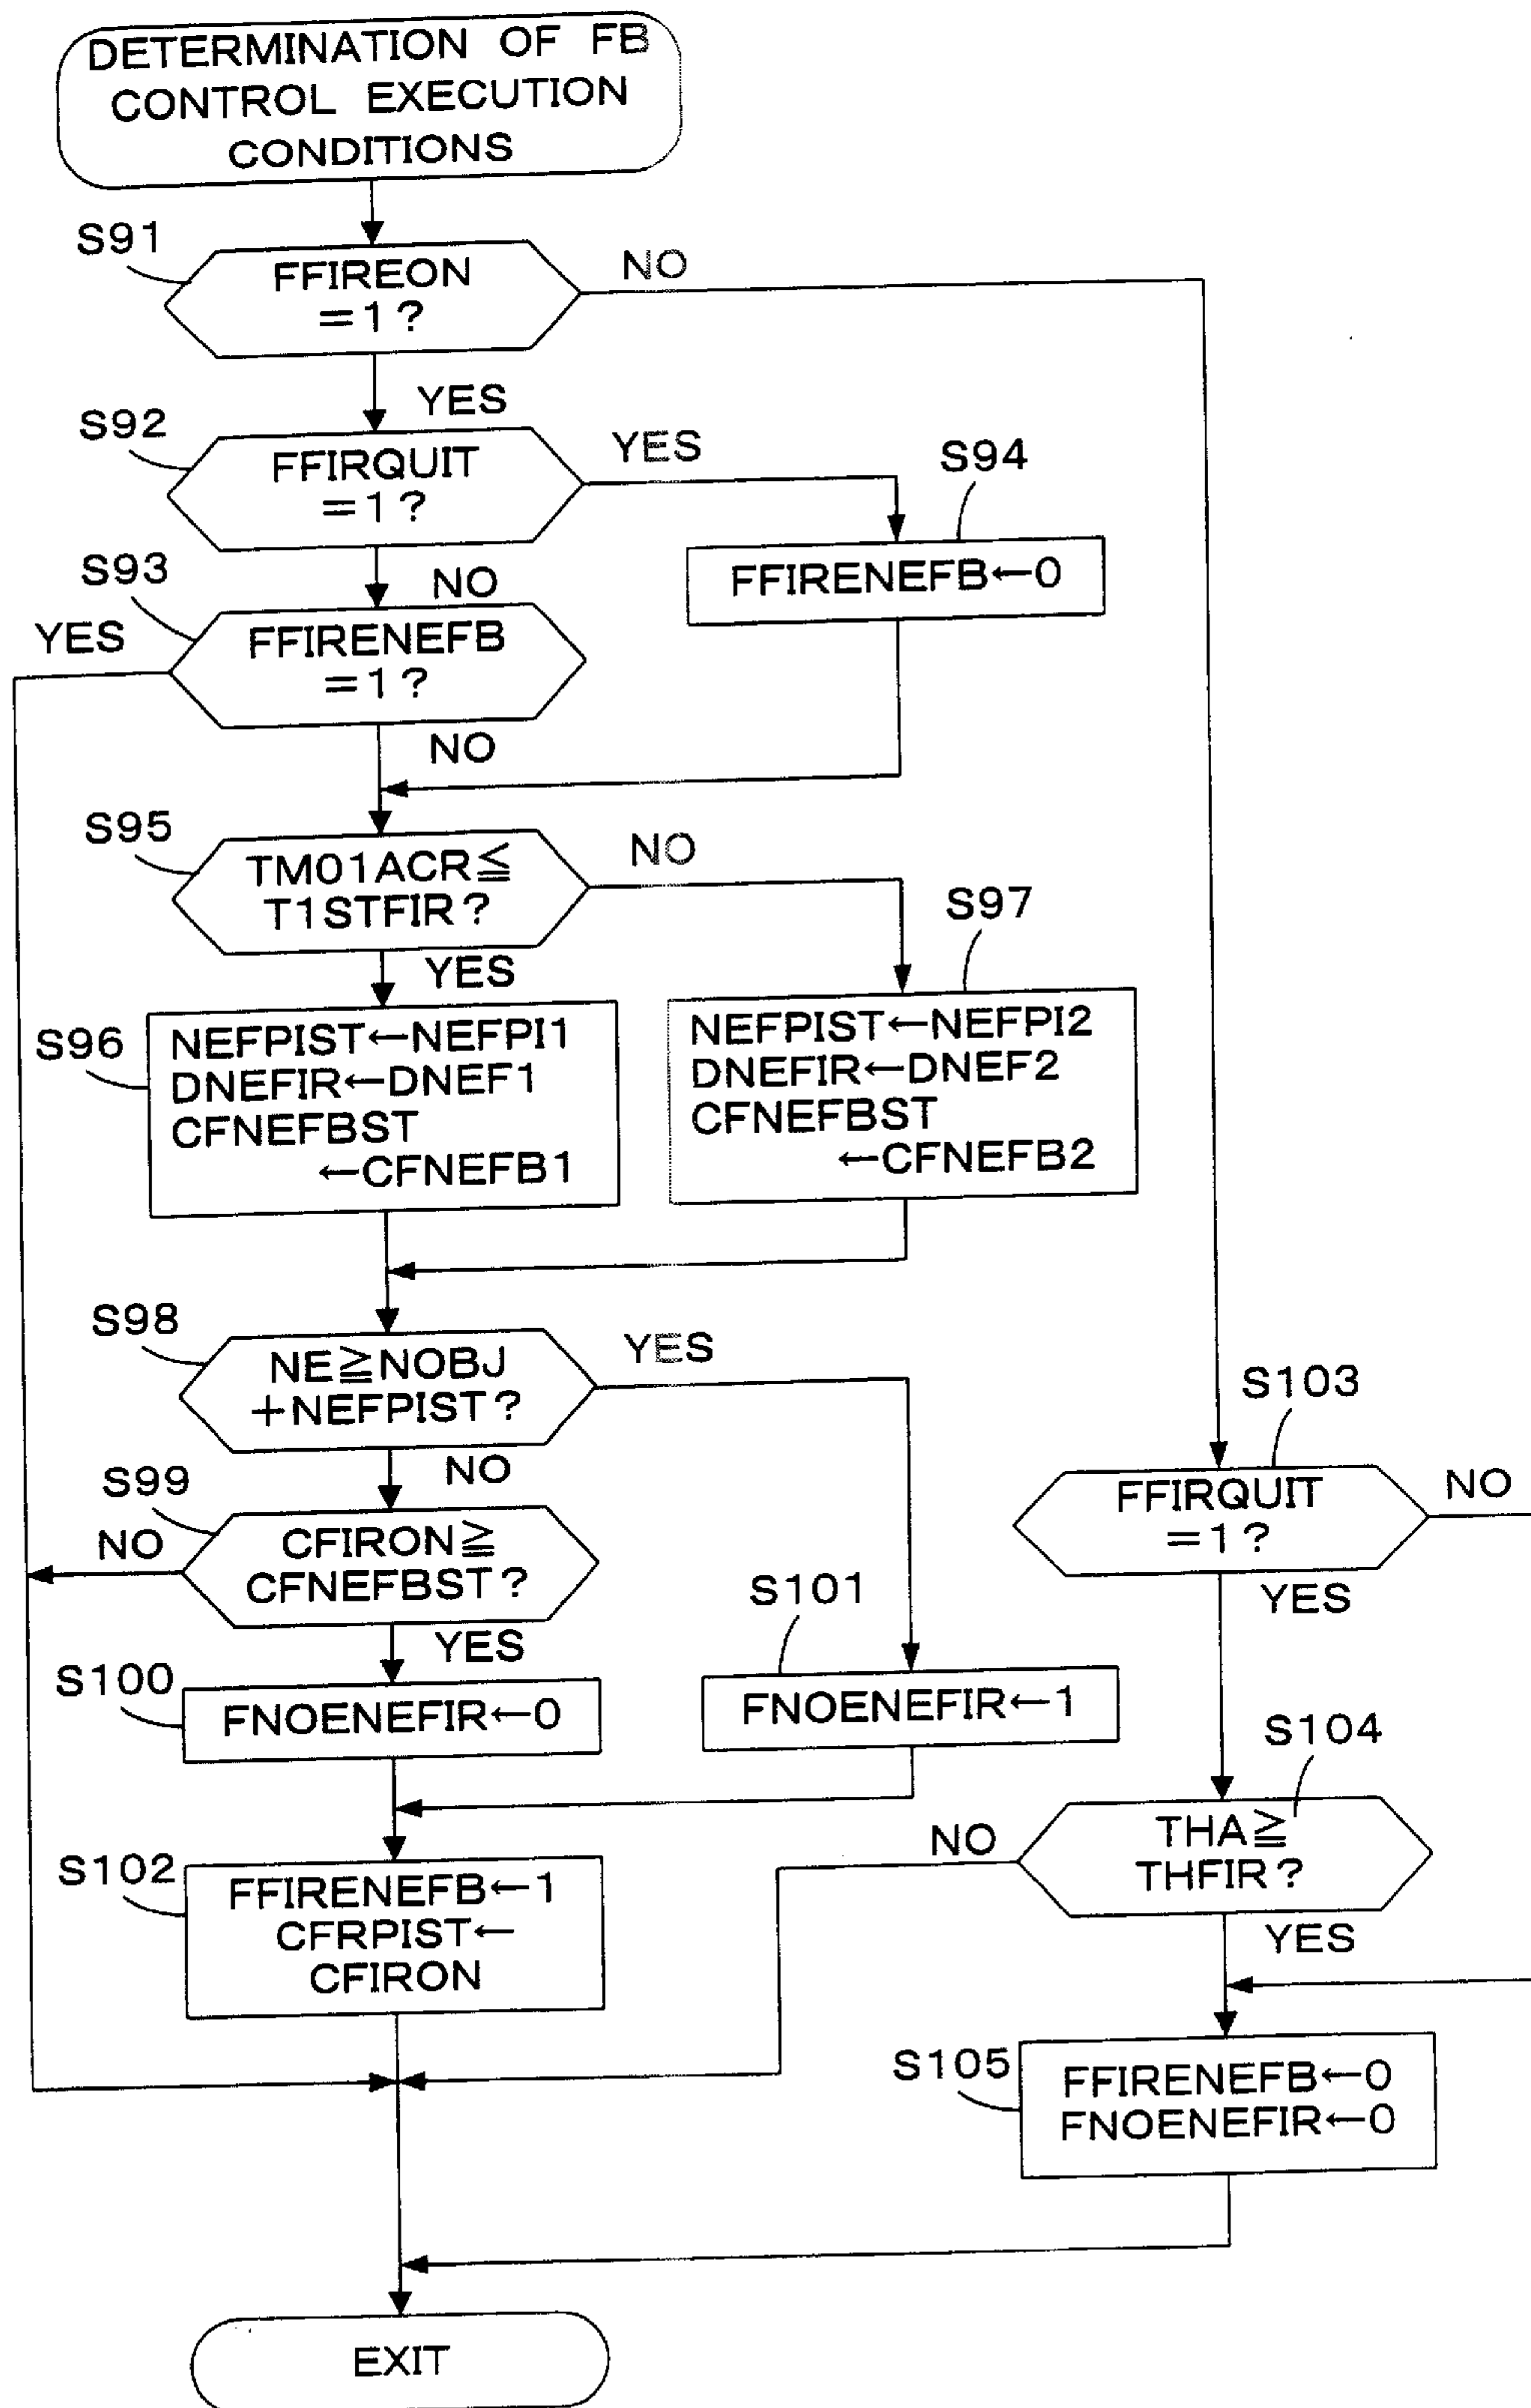 DETERMINATION OF FB
CONTROL EXECUTION
CONDITIONS
S91
FFIREON
=1?
NO
YES
S92
FFIRQUIT
=1?
YES
NO
S94
FFIRENEFB←0
S93
YES
FFIRENEFB
=1?
NO
S95
TM01ACR≦
T1STFIR?
NO
YES
S96
NEFPIST←NEFPI1
DNEFIR←DNEF1
CFNEFBST
←CFNEFB1
S97
NEFPIST←NEFPI2
DNEFIR←DNEF2
CFNEFBST
←CFNEFB2
S98
NE≧NOBJ
+NEFPIST?
YES
NO
S99
NO
CFIRON≧
CFNEFBST?
YES
S100
FNOENEFIR←0
S101
FNOENEFIR←1
S102
FFIRENEFB←1
CFRPIST←
CFIRON
S103
FFIRQUIT
=1?
NO
YES
S104
THA≧
THFIR?
NO
YES
S105
FFIRENEFB←0
FNOENEFIR←0
EXIT